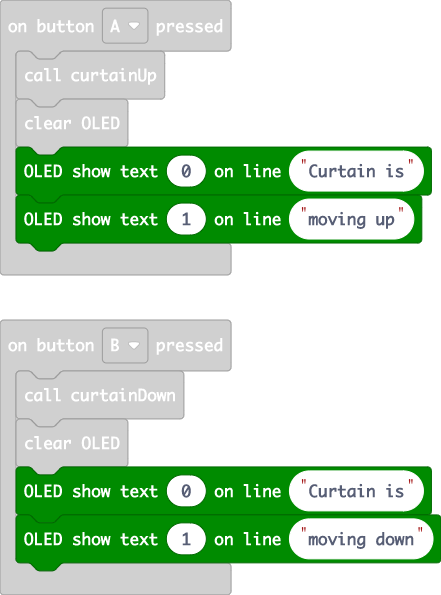 on button A pressed
call curtainUp
clear OLED
OLED show text 0 on line "Curtain is"
OLED show text 1 on line "moving up"
on button B pressed
call curtainDown
clear OLED
OLED show text 0 on line "Curtain is"
OLED show text 1 on line "moving down"